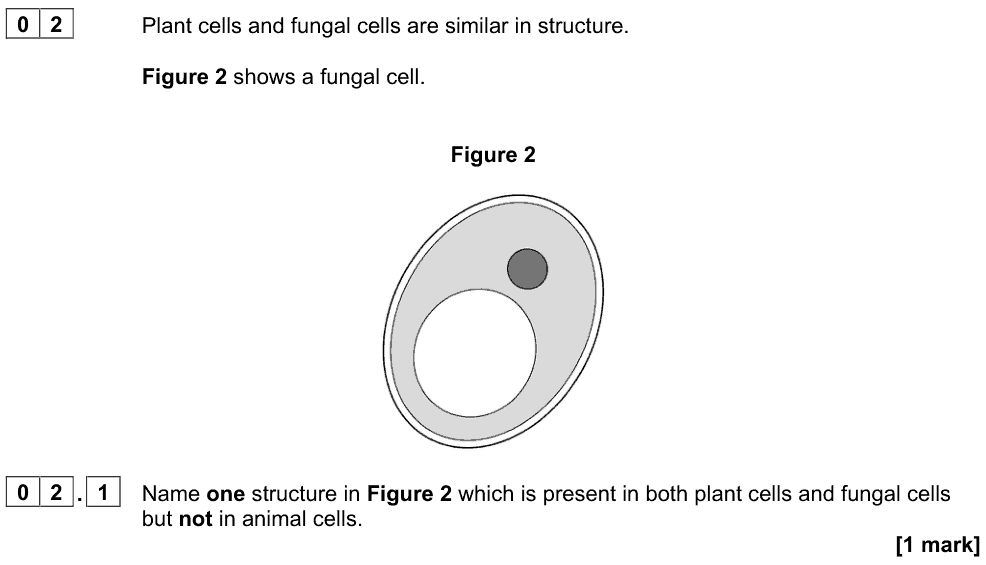 0 2 Plant cells and fungal cells are similar in structure.
Figure 2 shows a fungal cell.
Figure 2
0 2 . 1 Name one structure in Figure 2 which is present in both plant cells and fungal cells
but not in animal cells.
[1 mark]